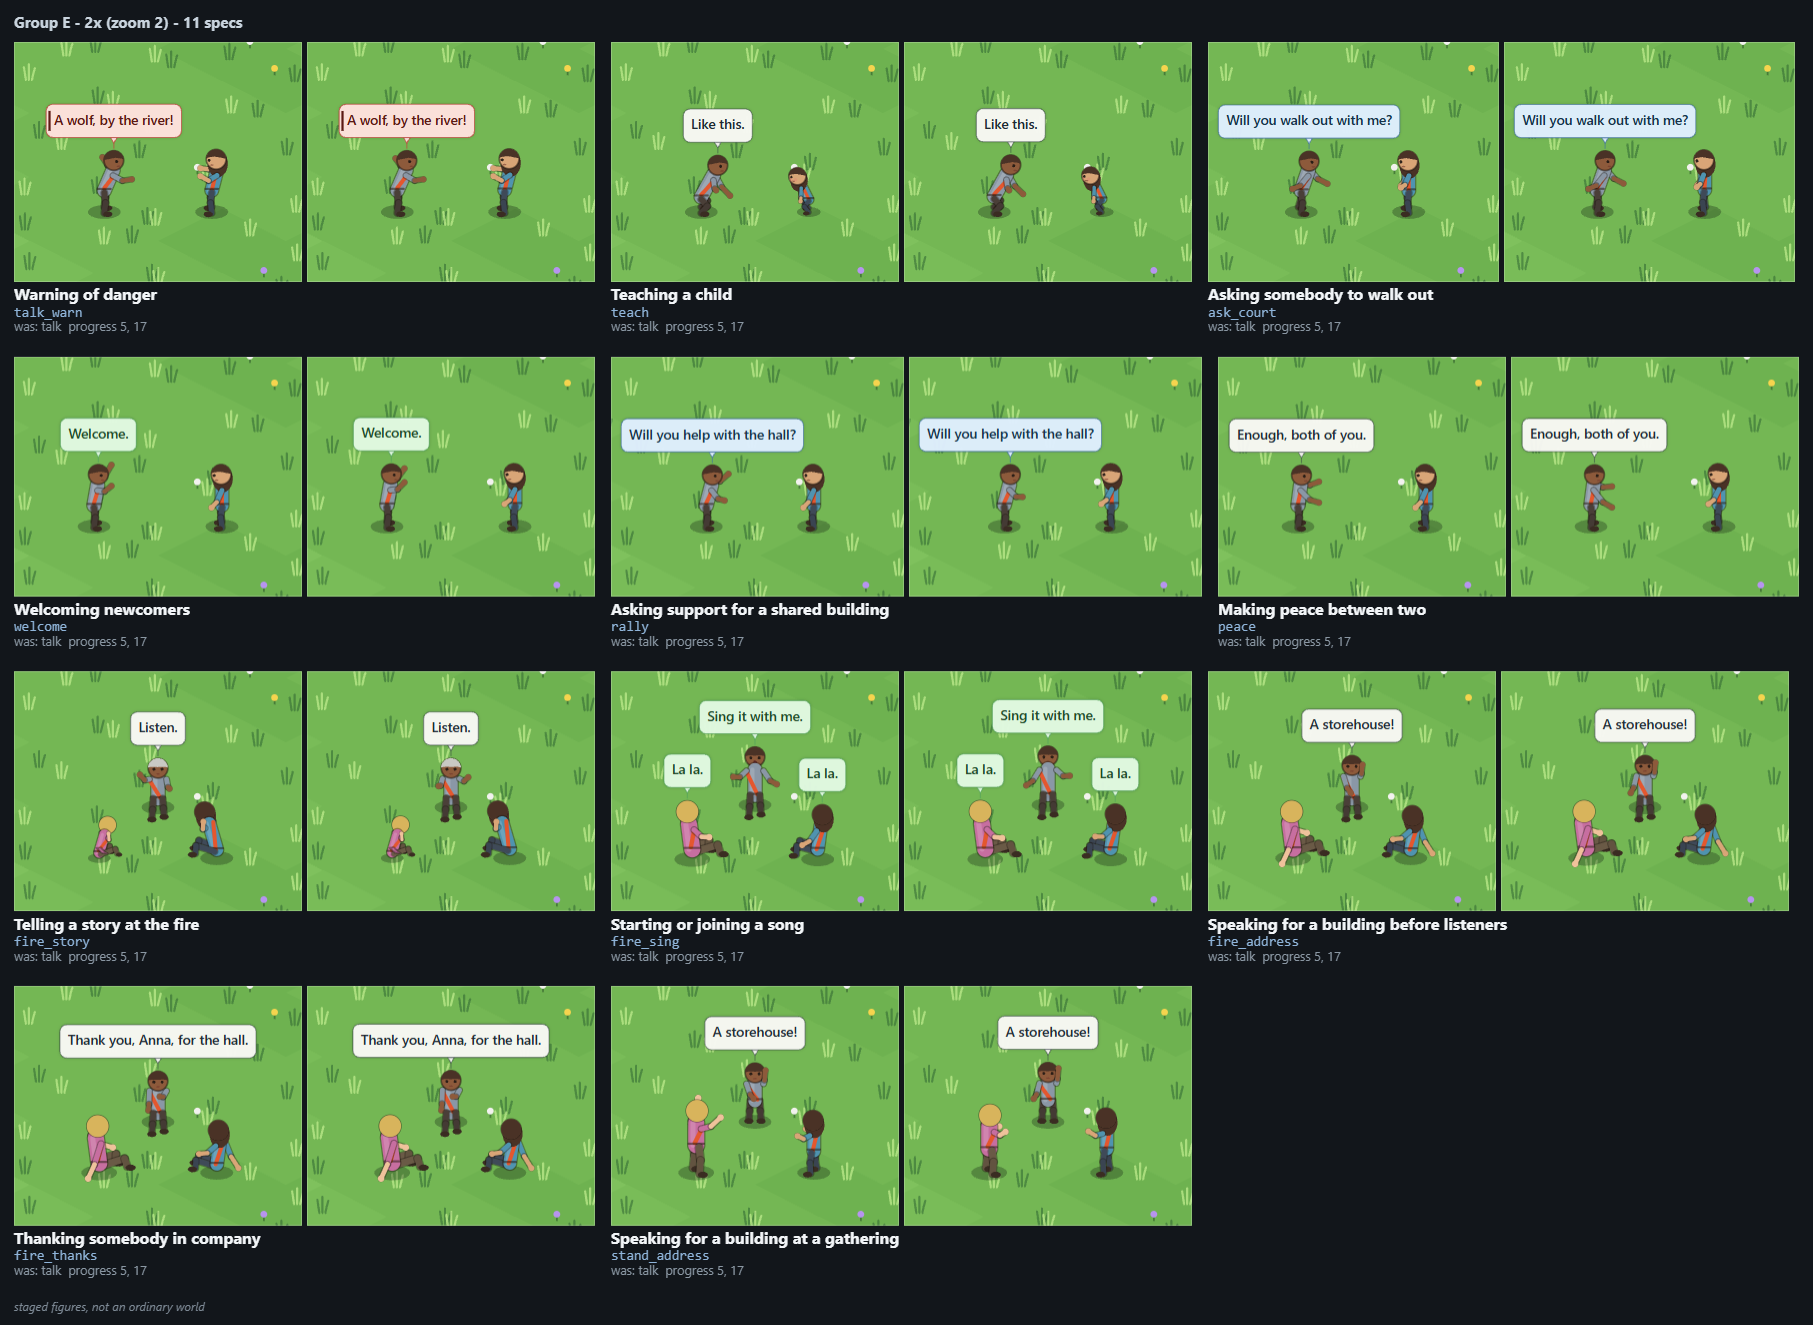 Group E - 2x (zoom 2) - 11 specs
A wolf, by the river!
A wolf, by the river!
Like this.
Like this.
Will you walk out with me?
Will you walk out with me?
Warning of danger
talk_warn
was: talk progress 5, 17
Teaching a child
teach
was: talk progress 5, 17
Asking somebody to walk out
ask_court
was: talk progress 5, 17
Welcome.
Welcome.
Will you help with the hall?
Will you help with the hall?
Enough, both of you.
Enough, both of you.
Welcoming newcomers
welcome
was: talk progress 5, 17
Asking support for a shared building
rally
was: talk progress 5, 17
Making peace between two
peace
was: talk progress 5, 17
Listen.
Listen.
Sing it with me.
La la.
La la.
Sing it with me.
La la.
La la.
A storehouse!
A storehouse!
Telling a story at the fire
fire_story
was: talk progress 5, 17
Starting or joining a song
fire_sing
was: talk progress 5, 17
Speaking for a building before listeners
fire_address
was: talk progress 5, 17
Thank you, Anna, for the hall.
Thank you, Anna, for the hall.
A storehouse!
A storehouse!
Thanking somebody in company
fire_thanks
was: talk progress 5, 17
Speaking for a building at a gathering
stand_address
was: talk progress 5, 17
staged figures, not an ordinary world